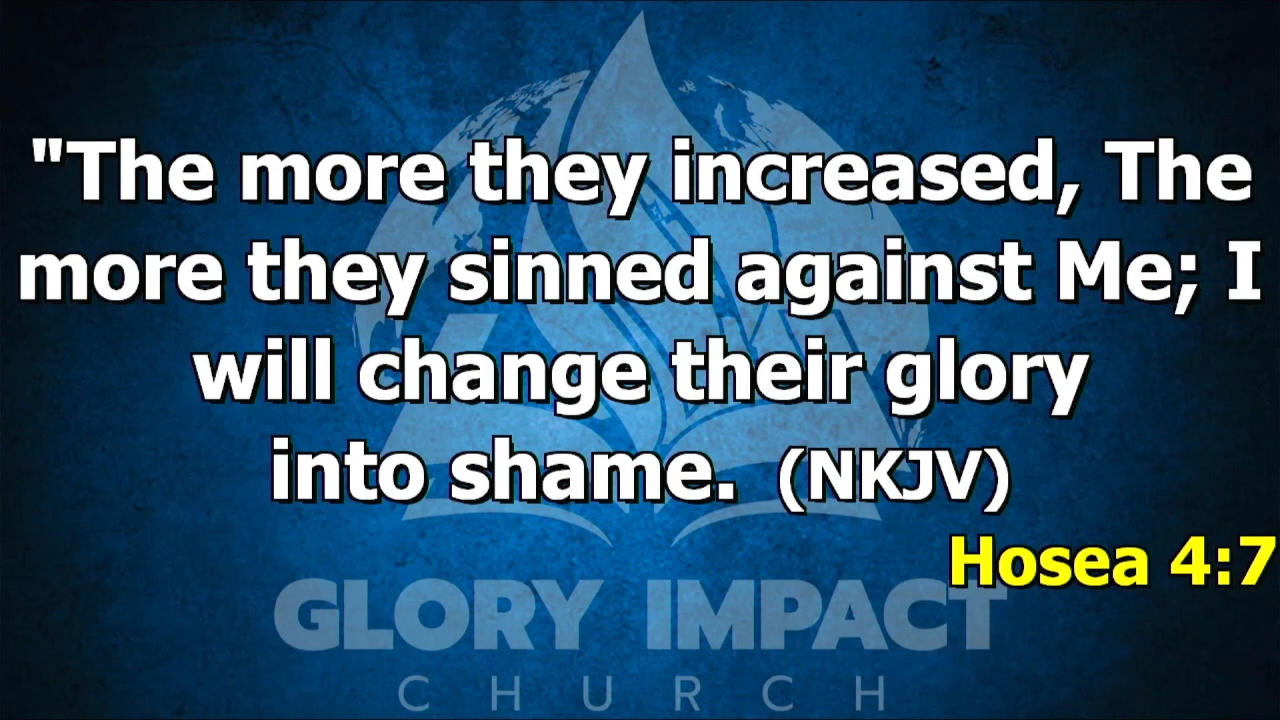 "The more they increased, The
more they sinned against Me; I
will change their glory
into shame. (NKJV)
Hosea 4:7
GLORY IMPACT
CHURCH